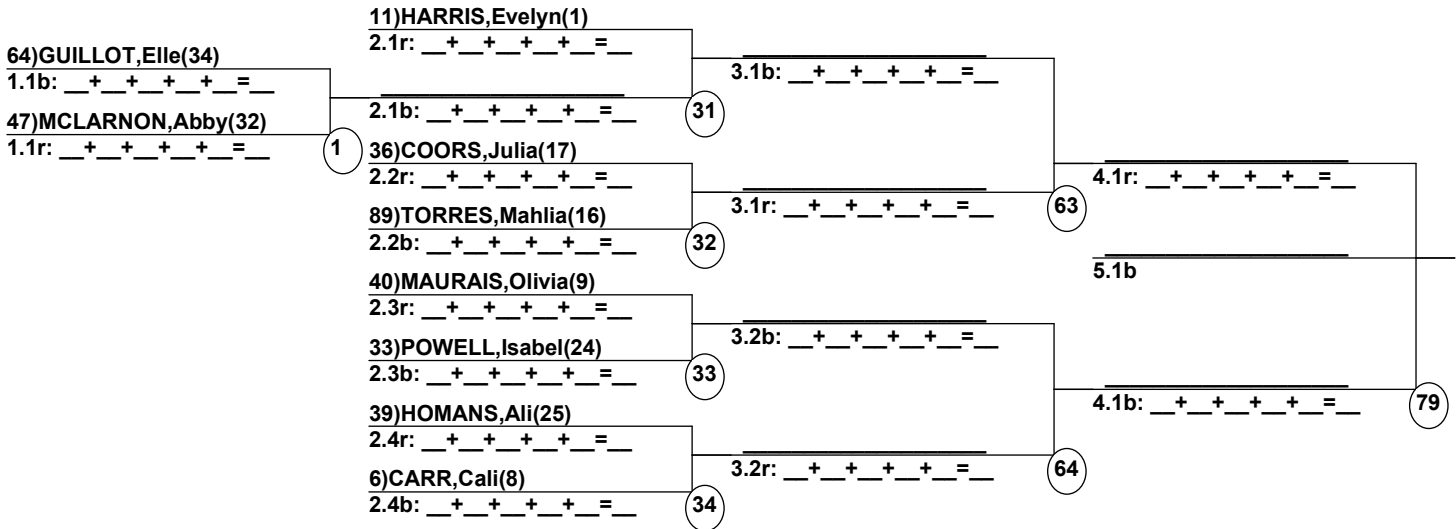 11)HARRIS,Evelyn(1)
2.1r: __+__+__+__+__=__
64)GUILLOT,Elle(34)
1.1b: __+__+__+__+__=__
3.1b: __+__+__+__+__=__
2.1b: __+__+__+__+__=__
31
47)MCLARNON,Abby(32)
1.1r: __+__+__+__+__=__
1
36)COORS,Julia(17)
2.2r: __+__+__+__+__=__
4.1r: __+__+__+__+__=__
3.1r: __+__+__+__+__=__
63
89)TORRES,Mahlia(16)
2.2b: __+__+__+__+__=__
32
5.1b
40)MAURAIS,Olivia(9)
2.3r: __+__+__+__+__=__
3.2b: __+__+__+__+__=__
33)POWELL,Isabel(24)
2.3b: __+__+__+__+__=__
33
4.1b: __+__+__+__+__=__
79
39)HOMANS,Ali(25)
2.4r: __+__+__+__+__=__
3.2r: __+__+__+__+__=__
64
6)CARR,Cali(8)
2.4b: __+__+__+__+__=__
34